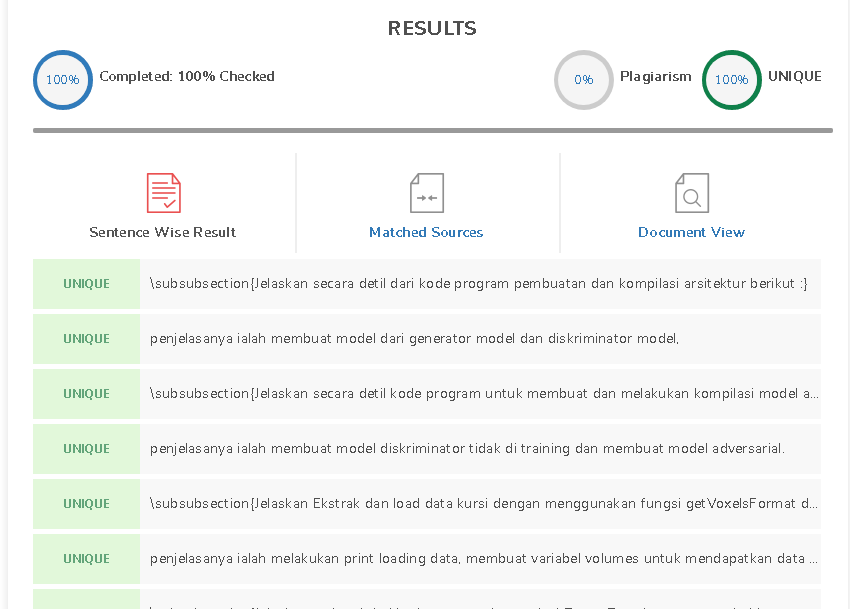 RESULTS
100% Completed: 100% Checked 0% Plagiarism 100% UNIQUE
Sentence Wise Result Matched Sources Document View
UNIQUE \subsubsection{Jelaskan secara detil dari kode program pembuatan dan kompilasi arsitektur berikut :}
UNIQUE penjelasanya ialah membuat model dari generator model dan diskriminator model,
UNIQUE \subsubsection{Jelaskan secara detil kode program untuk membuat dan melakukan kompilasi model a...
UNIQUE penjelasanya ialah membuat model diskriminator tidak di training dan membuat model adversarial.
UNIQUE \subsubsection{Jelaskan Ekstrak dan load data kursi dengan menggunakan fungsi getVoxelsFormat d...
UNIQUE penjelasanya ialah melakukan print loading data, membuat variabel volumes untuk mendapatkan data ...